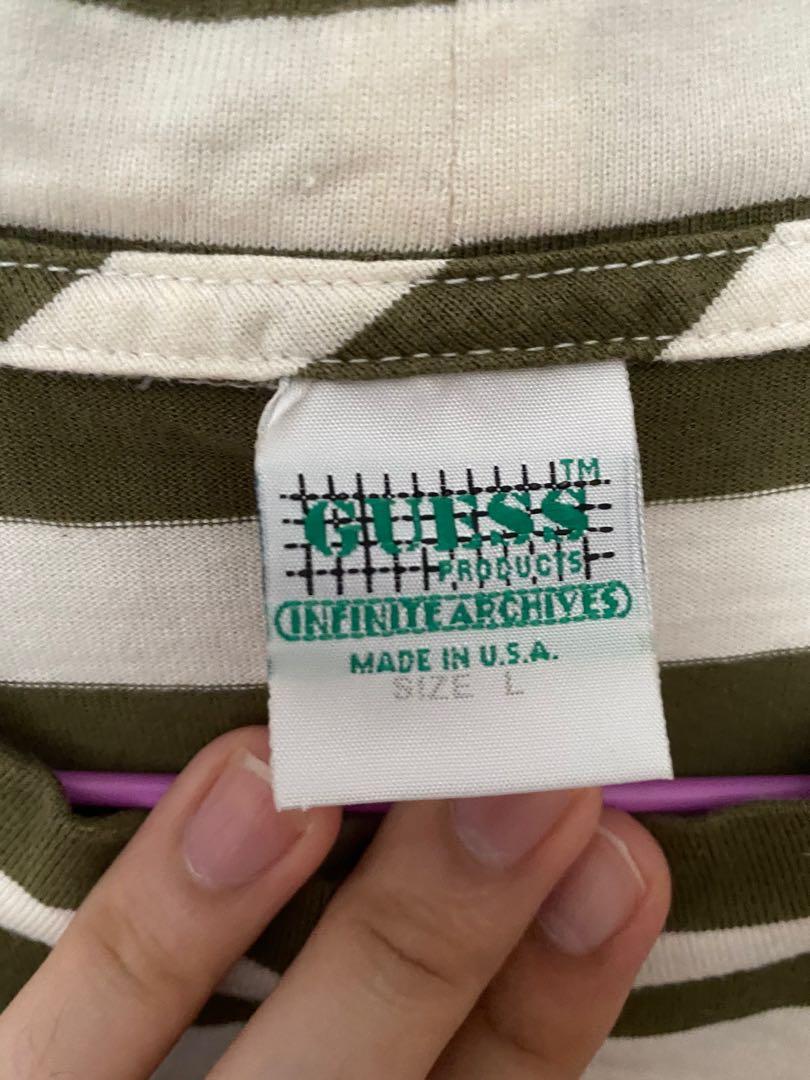 GUESS™
PRODUCTS
INFINITE ARCHIVES
MADE IN U.S.A.
SIZE L